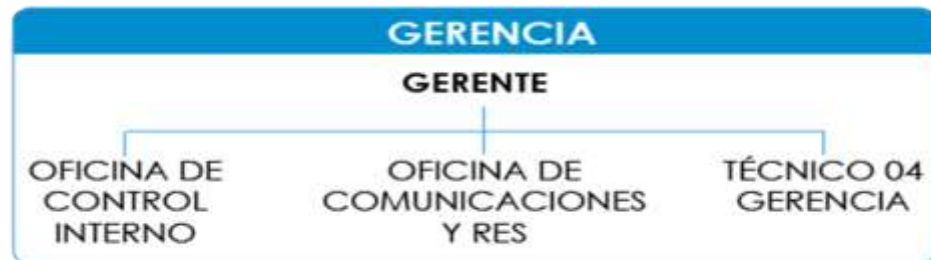 GERENCIA
GERENTE
OFICINA DE
CONTROL
INTERNO
OFICINA DE
COMUNICACIONES
Y RES
TÉCNICO 04
GERENCIA